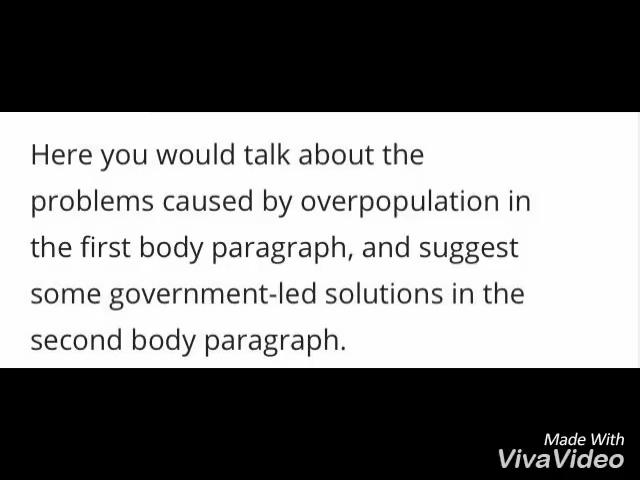 Here you would talk about the
problems caused by overpopulation in
the first body paragraph, and suggest
some government-led solutions in the
second body paragraph.
Made With
VivaVideo